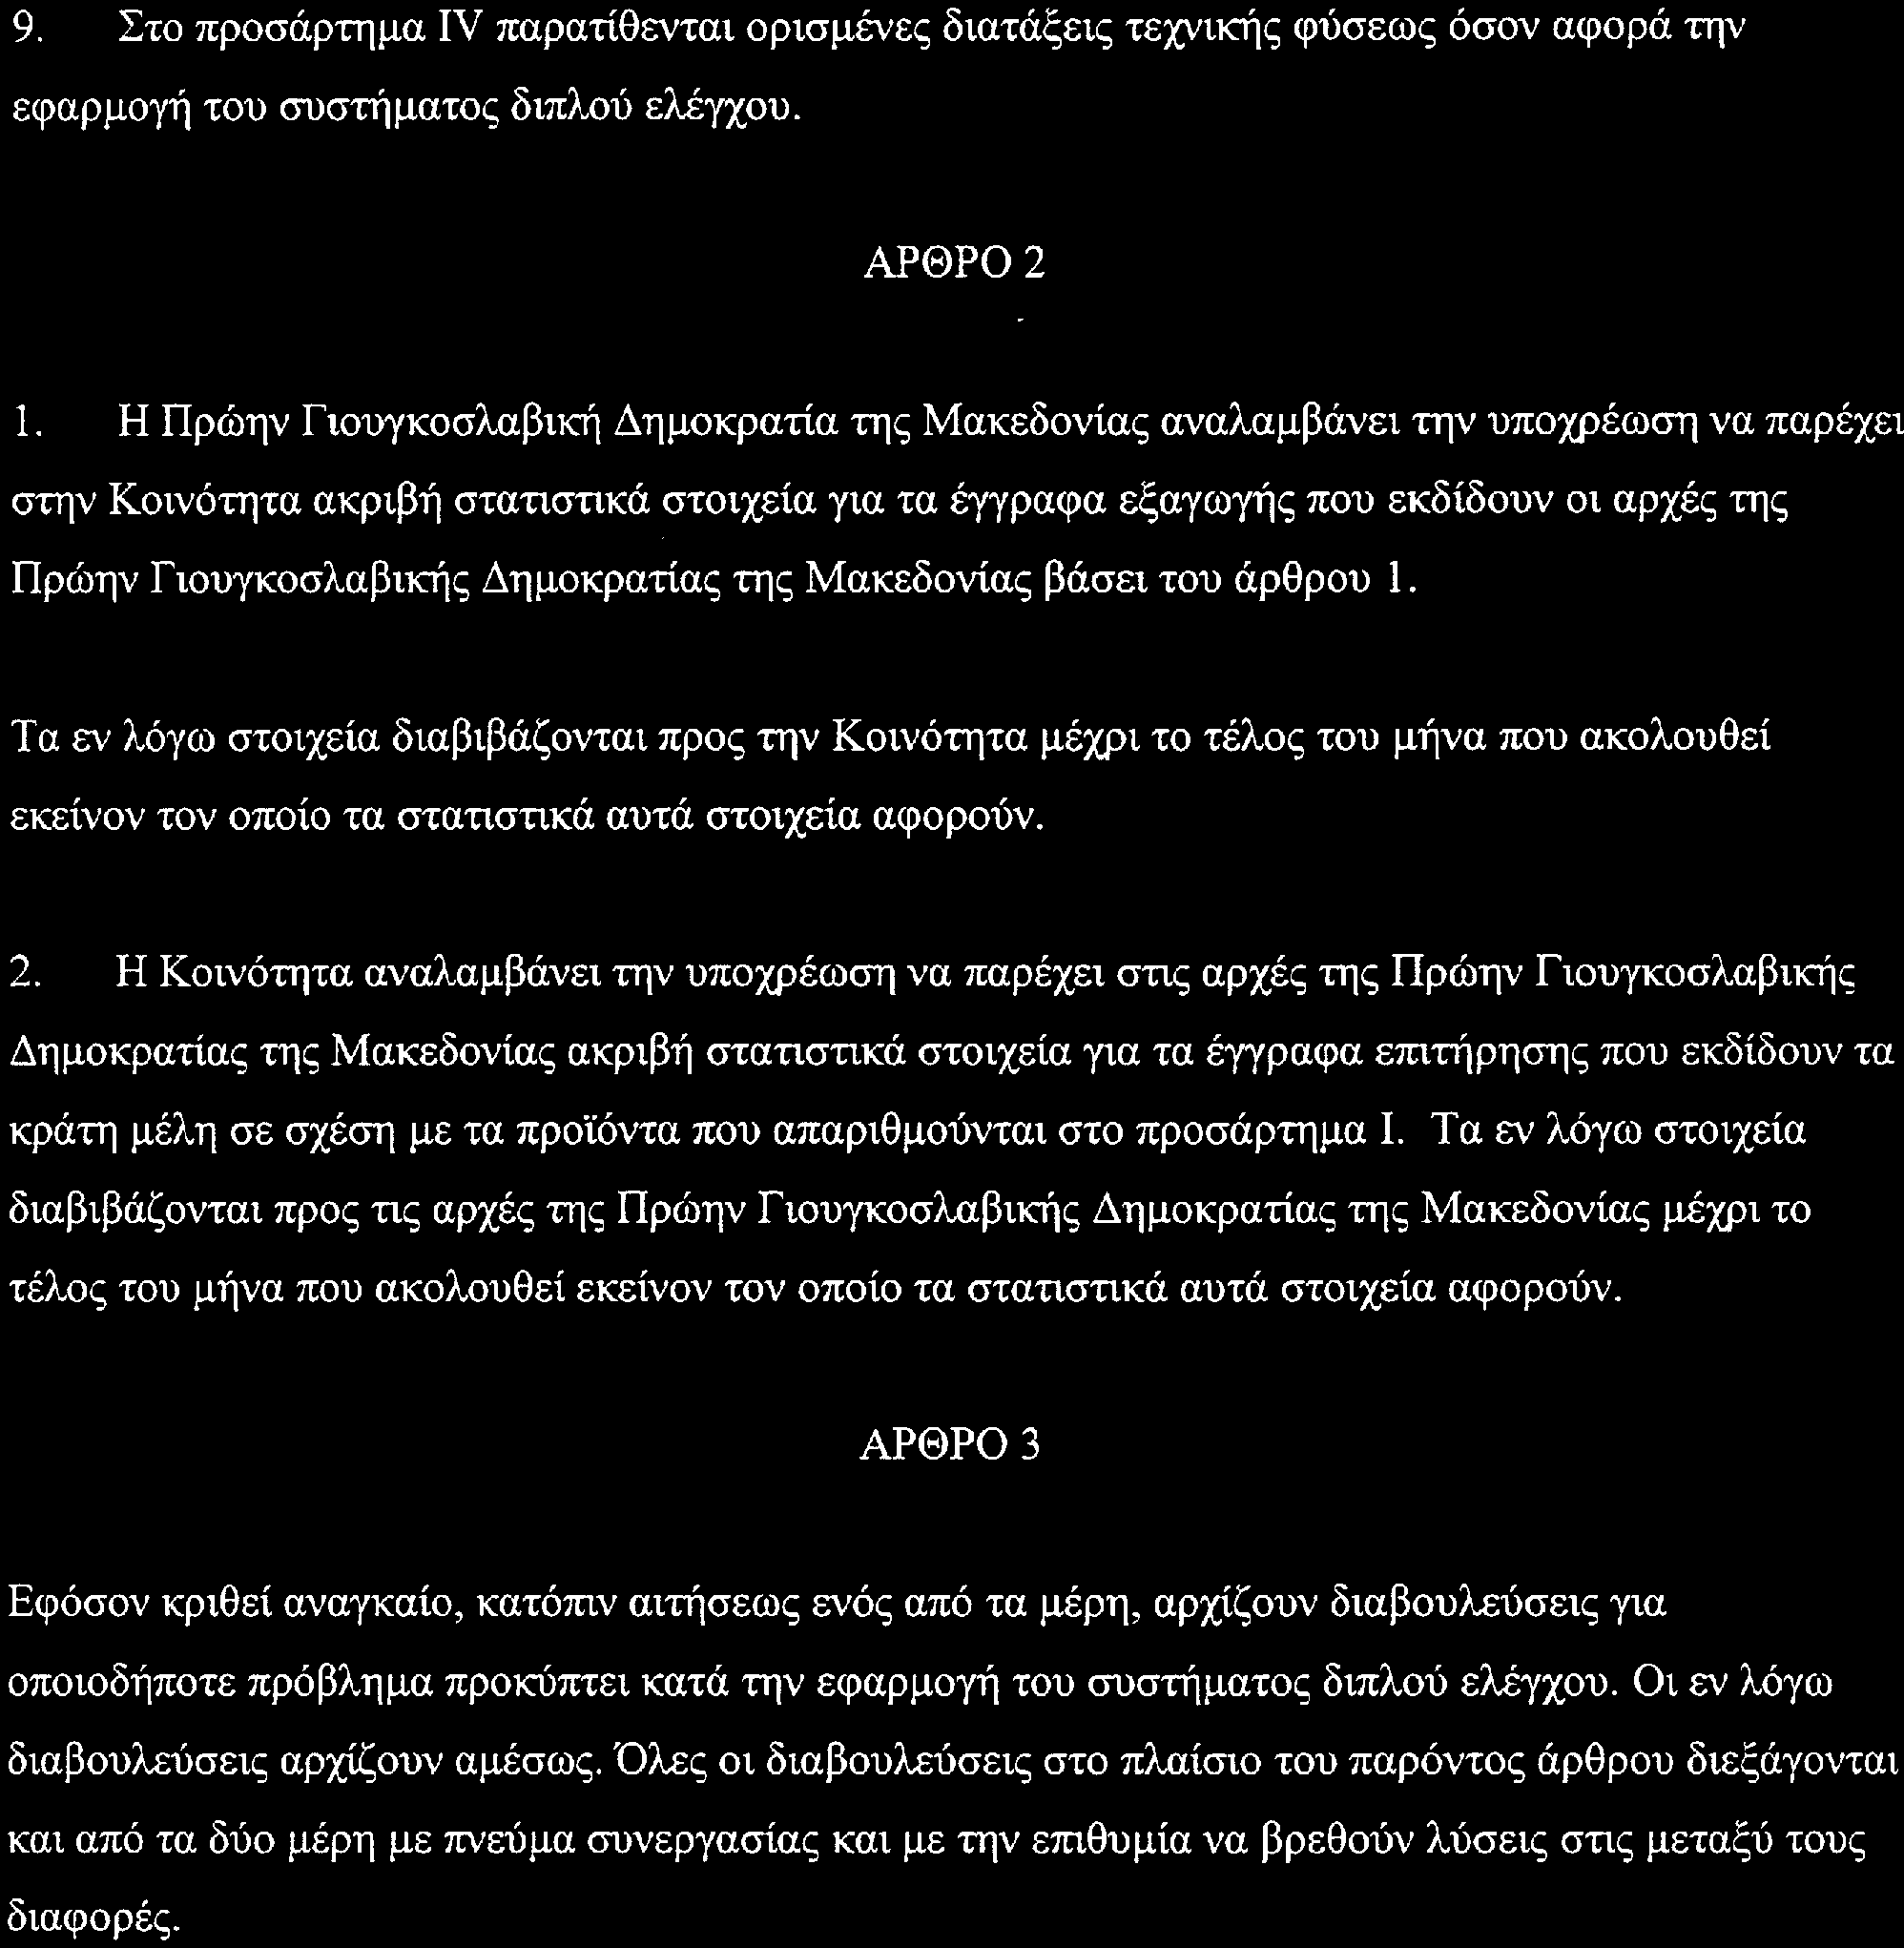 9. Στο προσάρτημα IV παρατίθενται ορισμένες διατάξεις τεχνικής φύσεως όσον αφορά την
εφαρμογή του συστήματος διπλού ελέγχου.
ΑΡΘΡΟ 2
1. Η Πρώην Γιουγκοσλαβική Δημοκρατία της Μακεδονίας αναλαμβάνει την υποχρέωση να παρέχει
στην Κοινότητα ακριβή στατιστικά στοιχεία για τα έγγραφα εξαγωγής που εκδίδουν οι αρχές της
Πρώην Γιουγκοσλαβικής Δημοκρατίας της Μακεδονίας βάσει του άρθρου 1.
Τα εν λόγω στοιχεία διαβιβάζονται προς την Κοινότητα μέχρι το τέλος του μήνα που ακολουθεί
εκείνον τον οποίο τα στατιστικά αυτά στοιχεία αφορούν.
2. Η Κοινότητα αναλαμβάνει την υποχρέωση να παρέχει στις αρχές της Πρώην Γιουγκοσλαβικής
Δημοκρατίας της Μακεδονίας ακριβή στατιστικά στοιχεία για τα έγγραφα επιτήρησης που εκδίδουν τα
κράτη μέλη σε σχέση με τα προϊόντα που απαριθμούνται στο προσάρτημα Ι. Τα εν λόγω στοιχεία
διαβιβάζονται προς τις αρχές της Πρώην Γιουγκοσλαβικής Δημοκρατίας της Μακεδονίας μέχρι το
τέλος του μήνα που ακολουθεί εκείνον τον οποίο τα στατιστικά αυτά στοιχεία αφορούν.
ΑΡΘΡΟ 3
Εφόσον κριθεί αναγκαίο, κατόπιν αιτήσεως ενός από τα μέρη, αρχίζουν διαβουλεύσεις για
οποιοδήποτε πρόβλημα προκύπτει κατά την εφαρμογή του συστήματος διπλού ελέγχου. Οι εν λόγω
διαβουλεύσεις αρχίζουν αμέσως. Όλες οι διαβουλεύσεις στο πλαίσιο του παρόντος άρθρου διεξάγονται
και από τα δύο μέρη με πνεύμα συνεργασίας και με την επιθυμία να βρεθούν λύσεις στις μεταξύ τους
διαφορές.